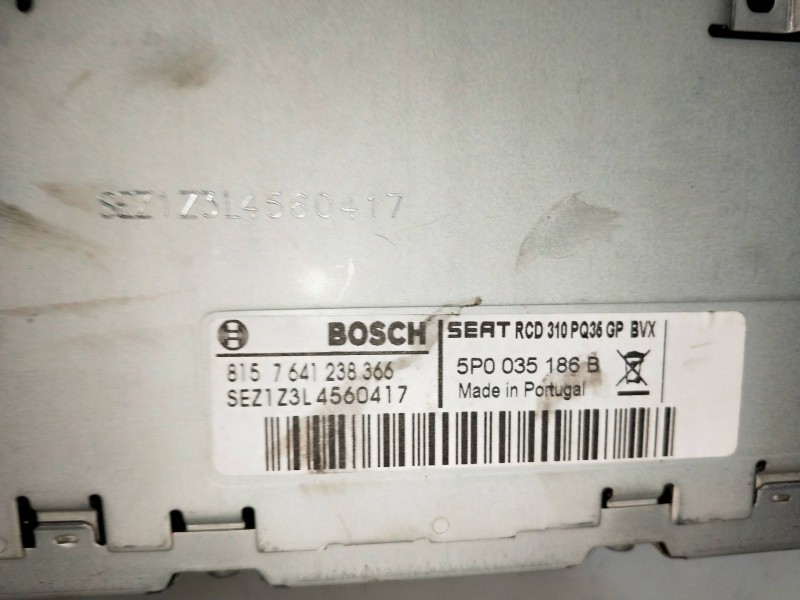 SEZ1Z3L4560417
BOSCH
SEAT RCD 310 PQ35 GP BVX
815 7 641 238 366
5P0 035 186 B
SEZ1Z3L4560417
Made in Portugal